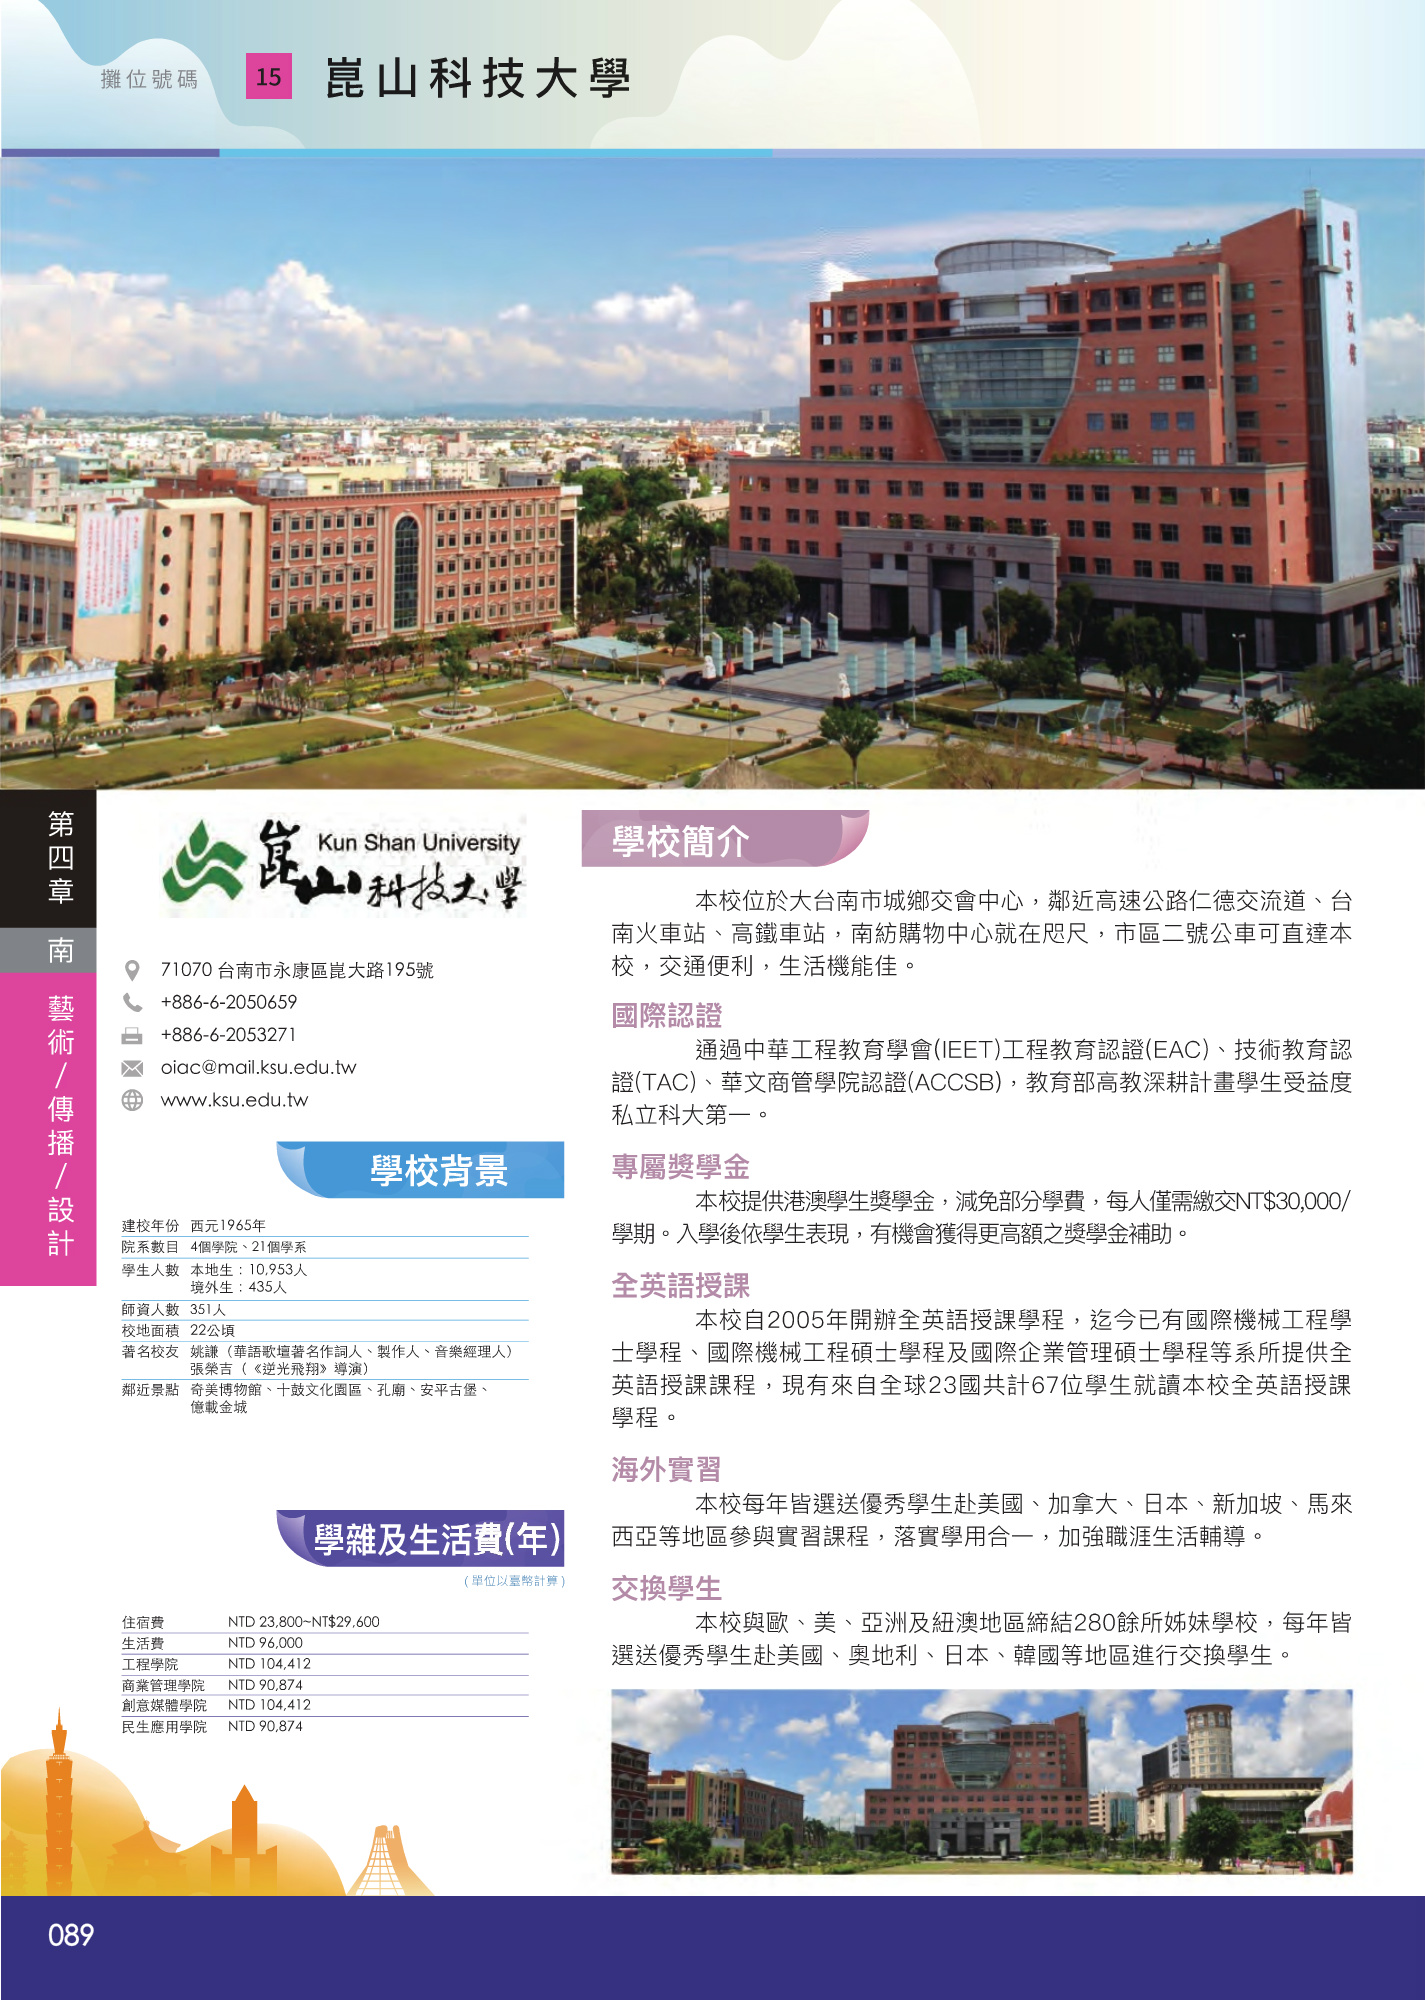 攤位號碼 15 崑山科技大學
圖書資訊館
圖書資訊館
第四章
南
藝術/傳播/設計
Kun Shan University
崑山科技大學
71070 台南市永康區崑大路195號
+886-6-2050659
+886-6-2053271
oiac@mail.ksu.edu.tw
www.ksu.edu.tw
學校背景
建校年份 西元1965年
院系數目 4個學院、21個學系
學生人數 本地生：10,953人
境外生：435人
師資人數 351人
校地面積 22公頃
著名校友 姚謙（華語歌壇著名作詞人、製作人、音樂經理人）
張榮吉（《逆光飛翔》導演）
鄰近景點 奇美博物館、十鼓文化園區、孔廟、安平古堡、
億載金城
學雜及生活費(年)
(單位以臺幣計算)
住宿費 NTD 23,800~NT$29,600
生活費 NTD 96,000
工程學院 NTD 104,412
商業管理學院 NTD 90,874
創意媒體學院 NTD 104,412
民生應用學院 NTD 90,874
學校簡介
本校位於大台南市城鄉交會中心，鄰近高速公路仁德交流道、台
南火車站、高鐵車站，南紡購物中心就在咫尺，市區二號公車可直達本
校，交通便利，生活機能佳。
國際認證
通過中華工程教育學會(IEET)工程教育認證(EAC)、技術教育認
證(TAC)、華文商管學院認證(ACCSB)，教育部高教深耕計畫學生受益度
私立科大第一。
專屬獎學金
本校提供港澳學生獎學金，減免部分學費，每人僅需繳交NT$30,000/
學期。入學後依學生表現，有機會獲得更高額之獎學金補助。
全英語授課
本校自2005年開辦全英語授課學程，迄今已有國際機械工程學
士學程、國際機械工程碩士學程及國際企業管理碩士學程等系所提供全
英語授課課程，現有來自全球23國共計67位學生就讀本校全英語授課
學程。
海外實習
本校每年皆選送優秀學生赴美國、加拿大、日本、新加坡、馬來
西亞等地區參與實習課程，落實學用合一，加強職涯生活輔導。
交換學生
本校與歐、美、亞洲及紐澳地區締結280餘所姊妹學校，每年皆
選送優秀學生赴美國、奧地利、日本、韓國等地區進行交換學生。
089